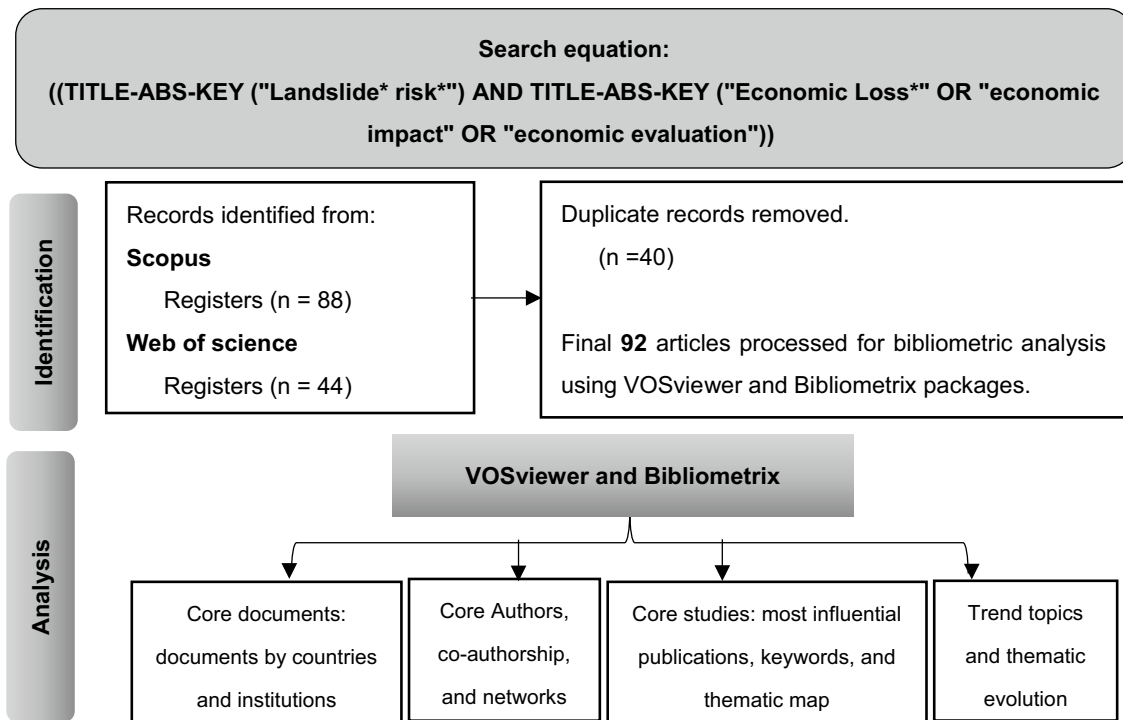 Search equation:
((TITLE-ABS-KEY ("Landslide* risk*") AND TITLE-ABS-KEY ("Economic Loss*" OR "economic
impact" OR "economic evaluation"))
Identification
Records identified from:
Scopus
Registers (n = 88)
Web of science
Registers (n = 44)
Duplicate records removed.
(n =40)
Final 92 articles processed for bibliometric analysis
using VOSviewer and Bibliometrix packages.
Analysis
VOSviewer and Bibliometrix
Core documents:
documents by countries
and institutions
Core Authors,
co-authorship,
and networks
Core studies: most influential
publications, keywords, and
thematic map
Trend topics
and thematic
evolution